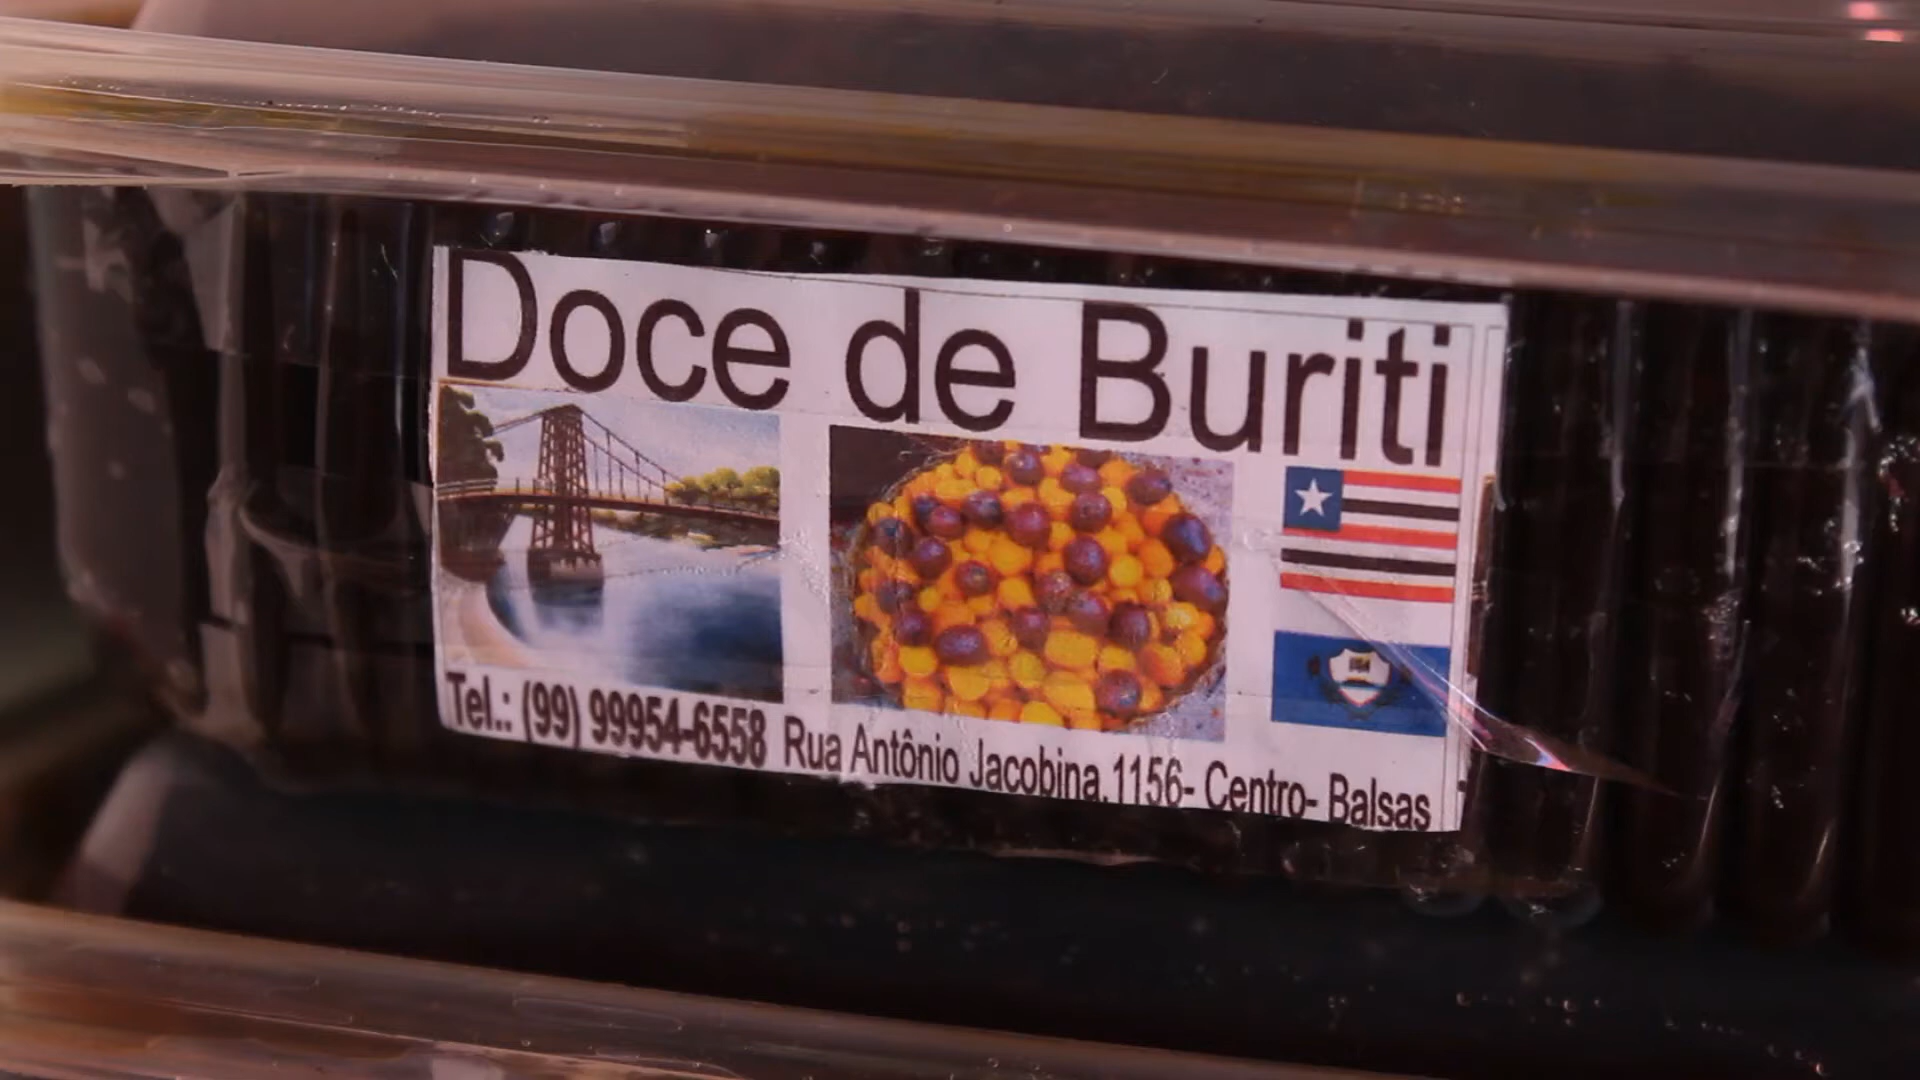 Doce de Buriti
Tel.: (99) 99954-6558 Rua Antônio Jacobina, 1156- Centro- Balsas